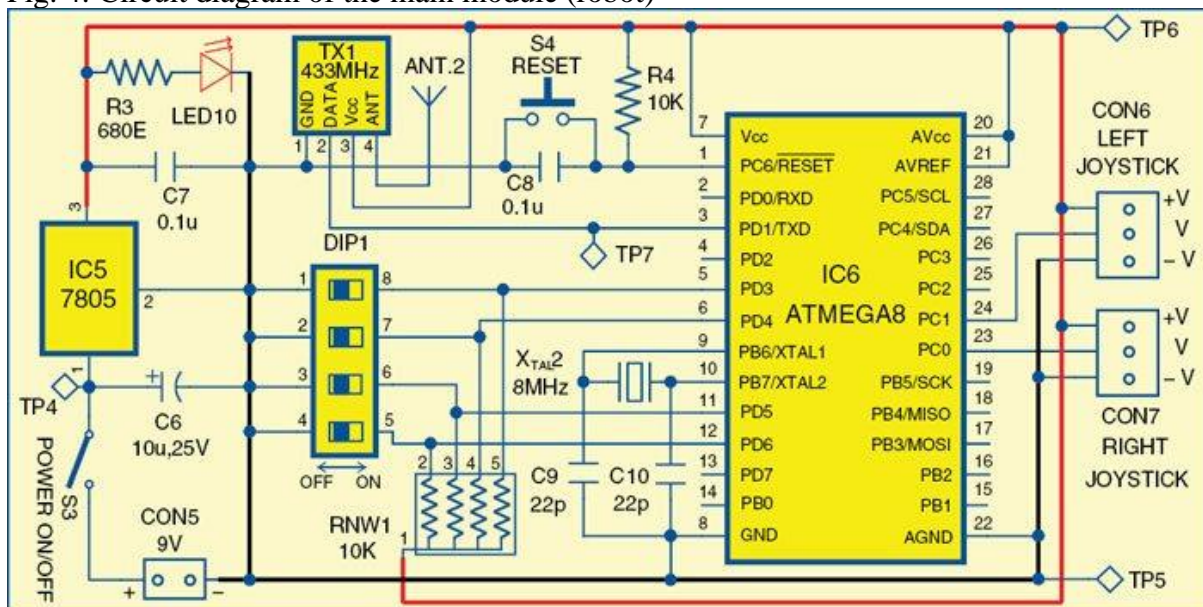 Fig. 4: Circuit diagram of the main module (robot)
TP6
R3
680E
LED10
TX1
433MHz
GND
DATA
Vcc
ANT
1
2
3
4
ANT.2
S4
RESET
R4
10K
C7
0.1u
C8
0.1u
3
IC5
7805
2
1
TP4
C6
10u,25V
S3
POWER ON/OFF
CON5
9V
+
-
DIP1
1
2
3
4
8
7
6
5
OFF ON
RNW1
10K
1
2
3
4
5
TP7
XTAL2
8MHz
C9
22p
C10
22p
IC6
ATMEGA8
7 Vcc
1 PC6/RESET
2 PD0/RXD
3 PD1/TXD
4 PD2
5 PD3
6 PD4
9 PB6/XTAL1
10 PB7/XTAL2
11 PD5
12 PD6
13 PD7
14 PB0
8 GND
AVcc 20
AVREF 21
PC5/SCL 28
PC4/SDA 27
PC3 26
PC2 25
PC1 24
PC0 23
PB5/SCK 19
PB4/MISO 18
PB3/MOSI 17
PB2 16
PB1 15
AGND 22
CON6
LEFT
JOYSTICK
+V
V
– V
+V
V
– V
CON7
RIGHT
JOYSTICK
TP5